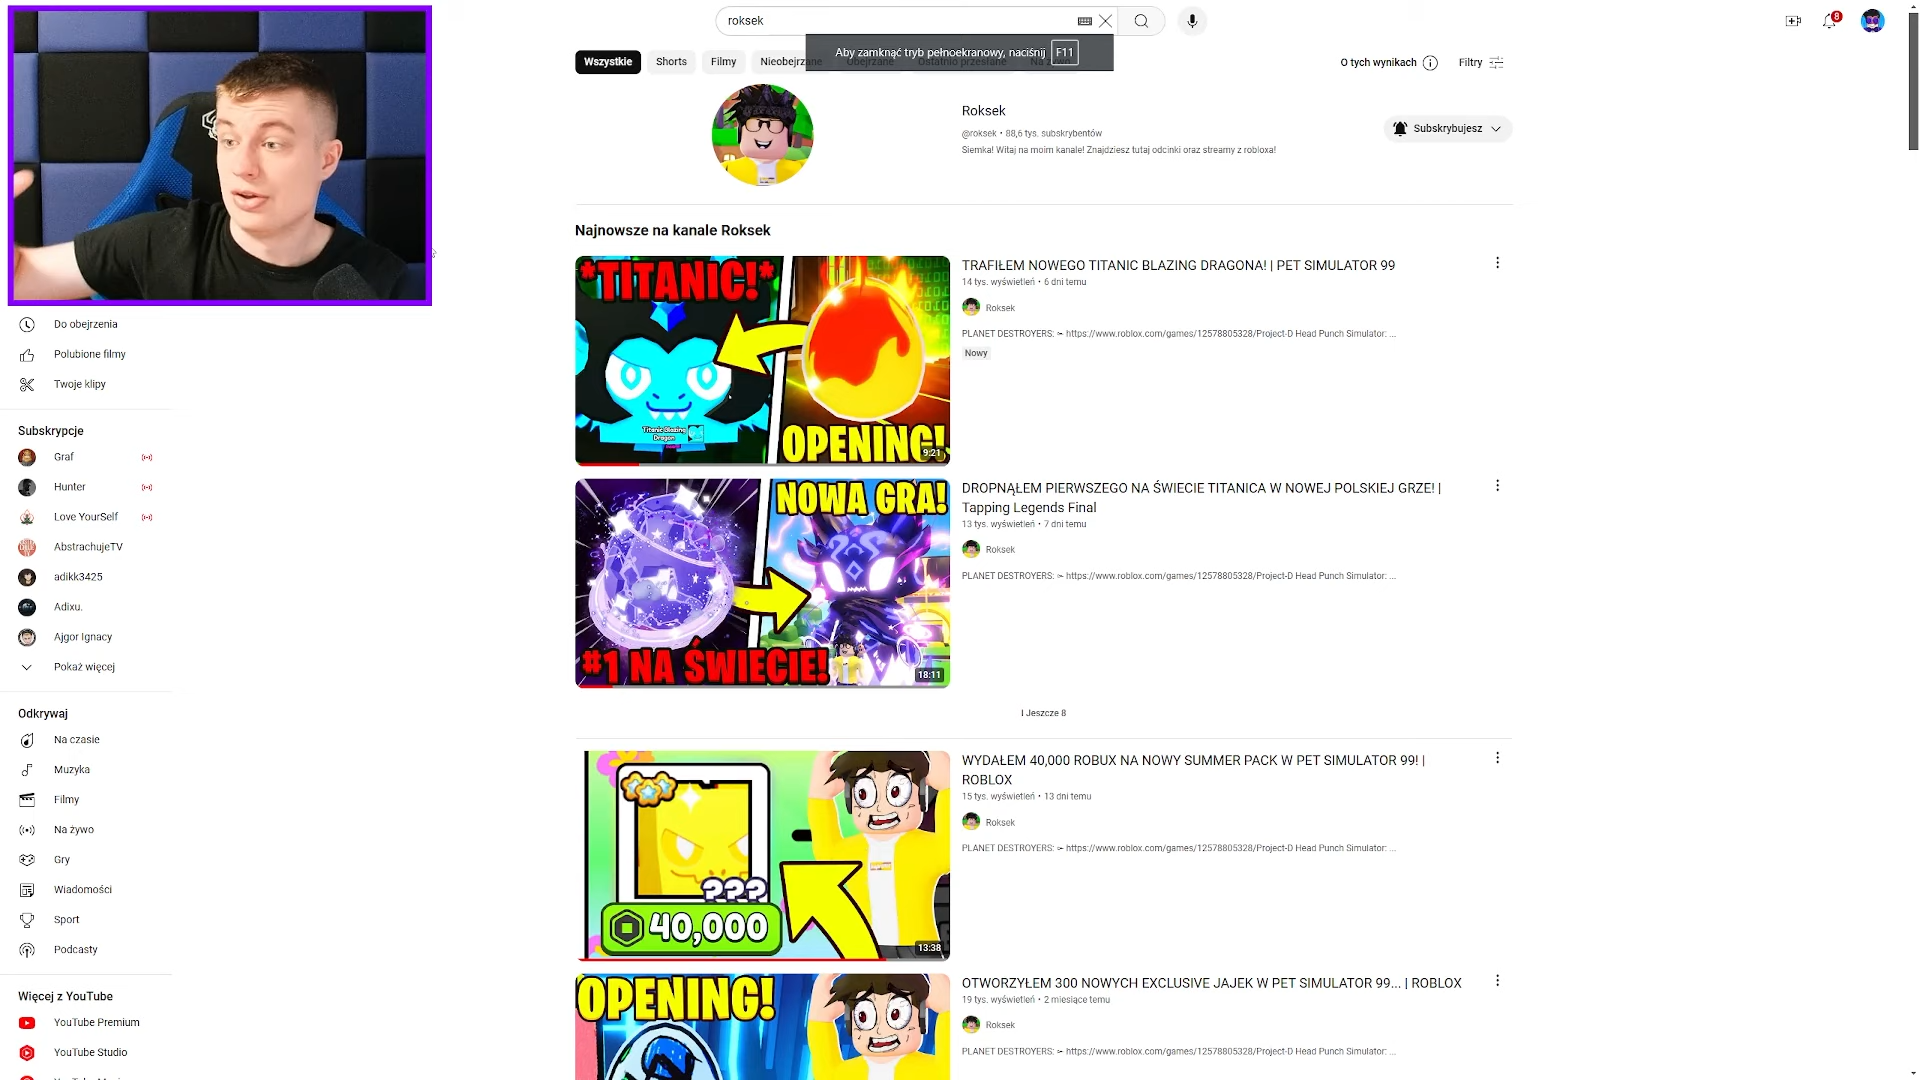 roksek
Aby zamknąć tryb pełnoekranowy, naciśnij F11
8
Wszystkie
Shorts
Filmy
Nieobejrzane
O tych wynikach
Filtry
Roksek
@roksek • 88,6 tys. subskrybentów
Siemka! Witaj na moim kanale! Znajdziesz tutaj odcinki oraz streamy z robloxa!
Subskrybujesz
Najnowsze na kanale Roksek
*TITANIC!*
Titanic Blazing
Dragon
OPENING!
9:21
TRAFIŁEM NOWEGO TITANIC BLAZING DRAGONA! | PET SIMULATOR 99
14 tys. wyświetleń • 6 dni temu
Roksek
PLANET DESTROYERS: ➣ https://www.roblox.com/games/12578805328/Project-D Head Punch Simulator: ...
Nowy
NOWA GRA!
#1 NA ŚWIECIE!
18:11
DROPNĄŁEM PIERWSZEGO NA ŚWIECIE TITANICA W NOWEJ POLSKIEJ GRZE! |
Tapping Legends Final
13 tys. wyświetleń • 7 dni temu
Roksek
PLANET DESTROYERS: ➣ https://www.roblox.com/games/12578805328/Project-D Head Punch Simulator: ...
I Jeszcze 8
???
40,000
13:38
WYDAŁEM 40,000 ROBUX NA NOWY SUMMER PACK W PET SIMULATOR 99! |
ROBLOX
15 tys. wyświetleń • 13 dni temu
Roksek
PLANET DESTROYERS: ➣ https://www.roblox.com/games/12578805328/Project-D Head Punch Simulator: ...
OPENING!
OTWORZYŁEM 300 NOWYCH EXCLUSIVE JAJEK W PET SIMULATOR 99... | ROBLOX
19 tys. wyświetleń • 2 miesiące temu
Roksek
PLANET DESTROYERS: ➣ https://www.roblox.com/games/12578805328/Project-D Head Punch Simulator: ...
Do obejrzenia
Polubione filmy
Twoje klipy
Subskrypcje
Graf
Hunter
Love YourSelf
AbstrachujeTV
adikk3425
Adixu.
Ajgor Ignacy
Pokaż więcej
Odkrywaj
Na czasie
Muzyka
Filmy
Na żywo
Gry
Wiadomości
Sport
Podcasty
Więcej z YouTube
YouTube Premium
YouTube Studio